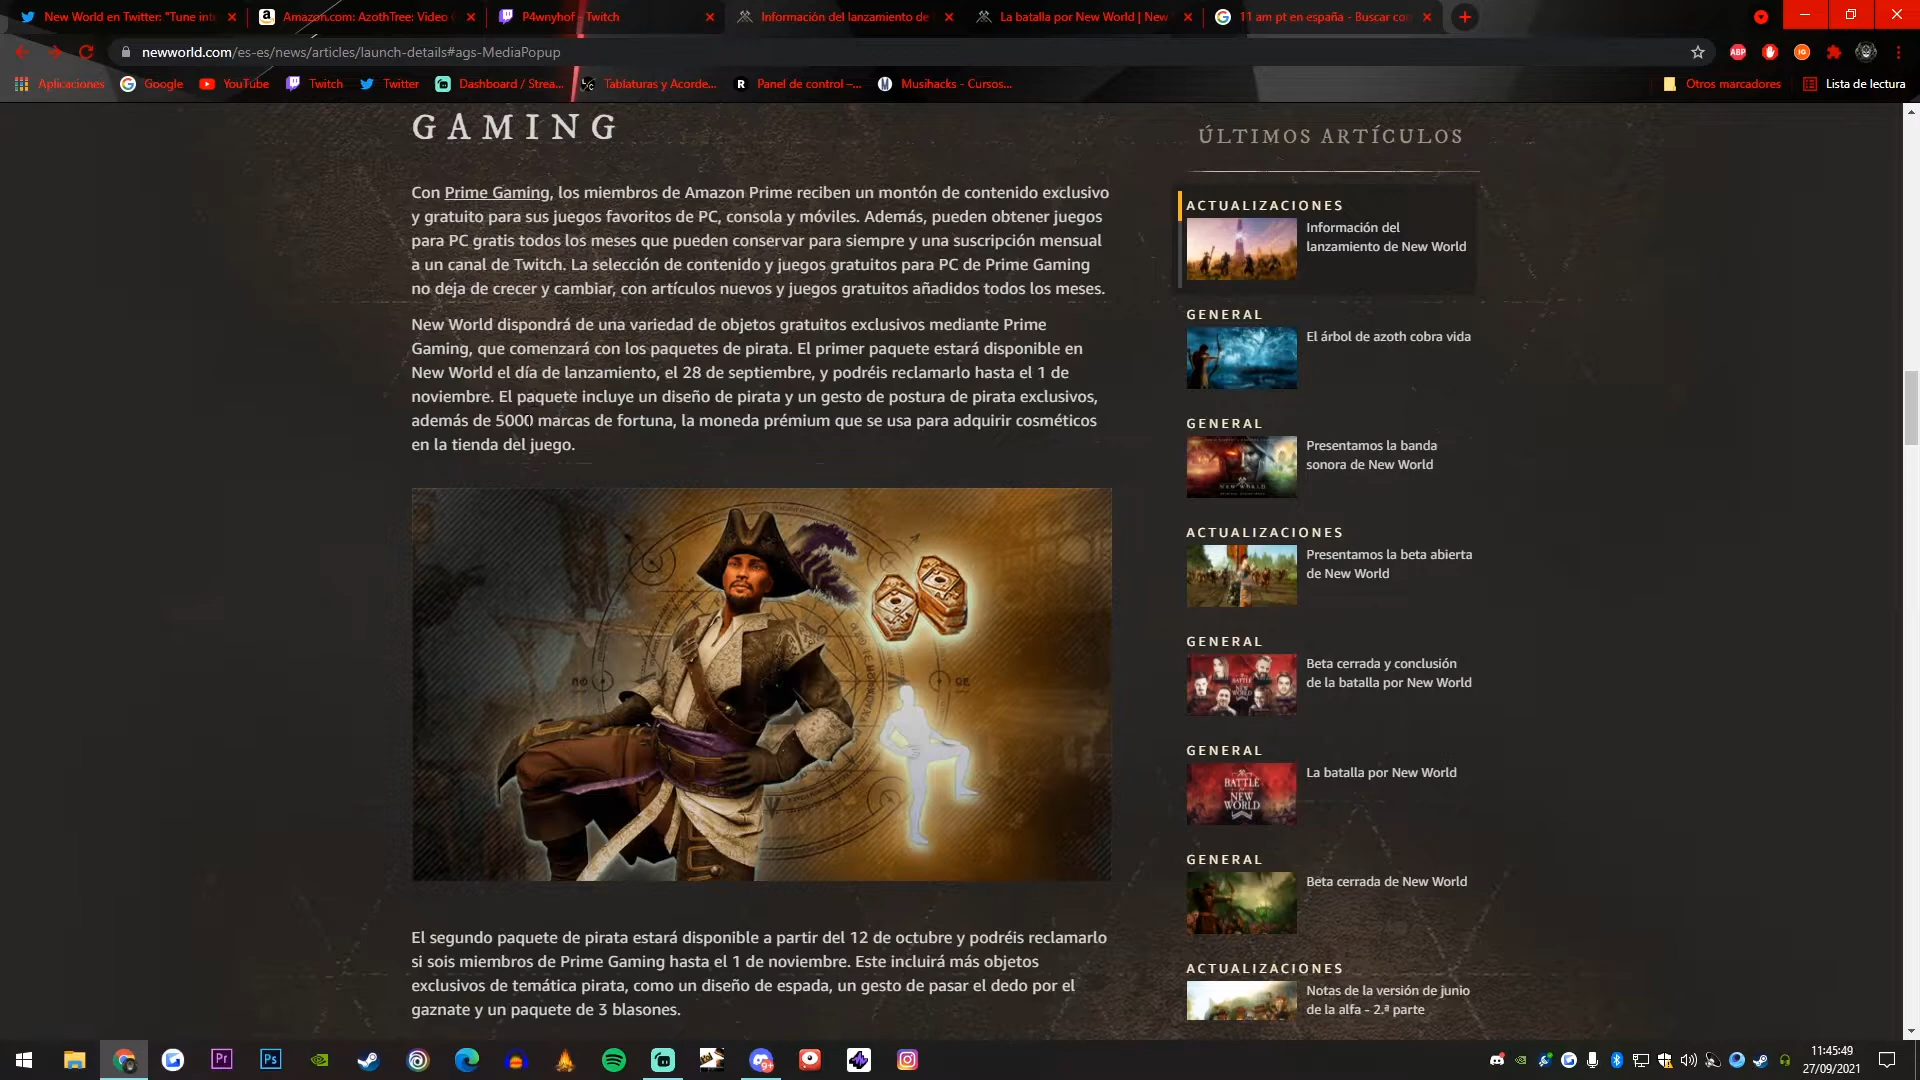 New World en Twitter: "Tune int
Amazon.com: AzothTree: Video G
P4wnyhof - Twitch
Información del lanzamiento de
La batalla por New World | New
11 am pt en españa - Buscar con
newworld.com/es-es/news/articles/launch-details#ags-MediaPopup
ABP
IG
Aplicaciones
Google
YouTube
Twitch
Twitter
Dashboard / Strea...
Tablaturas y Acorde...
R
Panel de control –...
Musihacks - Cursos...
Otros marcadores
Lista de lectura
GAMING
Con Prime Gaming, los miembros de Amazon Prime reciben un montón de contenido exclusivo
y gratuito para sus juegos favoritos de PC, consola y móviles. Además, pueden obtener juegos
para PC gratis todos los meses que pueden conservar para siempre y una suscripción mensual
a un canal de Twitch. La selección de contenido y juegos gratuitos para PC de Prime Gaming
no deja de crecer y cambiar, con artículos nuevos y juegos gratuitos añadidos todos los meses.
New World dispondrá de una variedad de objetos gratuitos exclusivos mediante Prime
Gaming, que comenzará con los paquetes de pirata. El primer paquete estará disponible en
New World el día de lanzamiento, el 28 de septiembre, y podréis reclamarlo hasta el 1 de
noviembre. El paquete incluye un diseño de pirata y un gesto de postura de pirata exclusivos,
además de 5000 marcas de fortuna, la moneda prémium que se usa para adquirir cosméticos
en la tienda del juego.
El segundo paquete de pirata estará disponible a partir del 12 de octubre y podréis reclamarlo
si sois miembros de Prime Gaming hasta el 1 de noviembre. Este incluirá más objetos
exclusivos de temática pirata, como un diseño de espada, un gesto de pasar el dedo por el
gaznate y un paquete de 3 blasones.
ÚLTIMOS ARTÍCULOS
ACTUALIZACIONES
Información del
lanzamiento de New World
GENERAL
El árbol de azoth cobra vida
GENERAL
Presentamos la banda
sonora de New World
ACTUALIZACIONES
Presentamos la beta abierta
de New World
GENERAL
Beta cerrada y conclusión
de la batalla por New World
GENERAL
BATTLE
NEW
WORLD
La batalla por New World
GENERAL
Beta cerrada de New World
ACTUALIZACIONES
Notas de la versión de junio
de la alfa - 2.ª parte
Pr
Ps
9+
11:45:49
27/09/2021